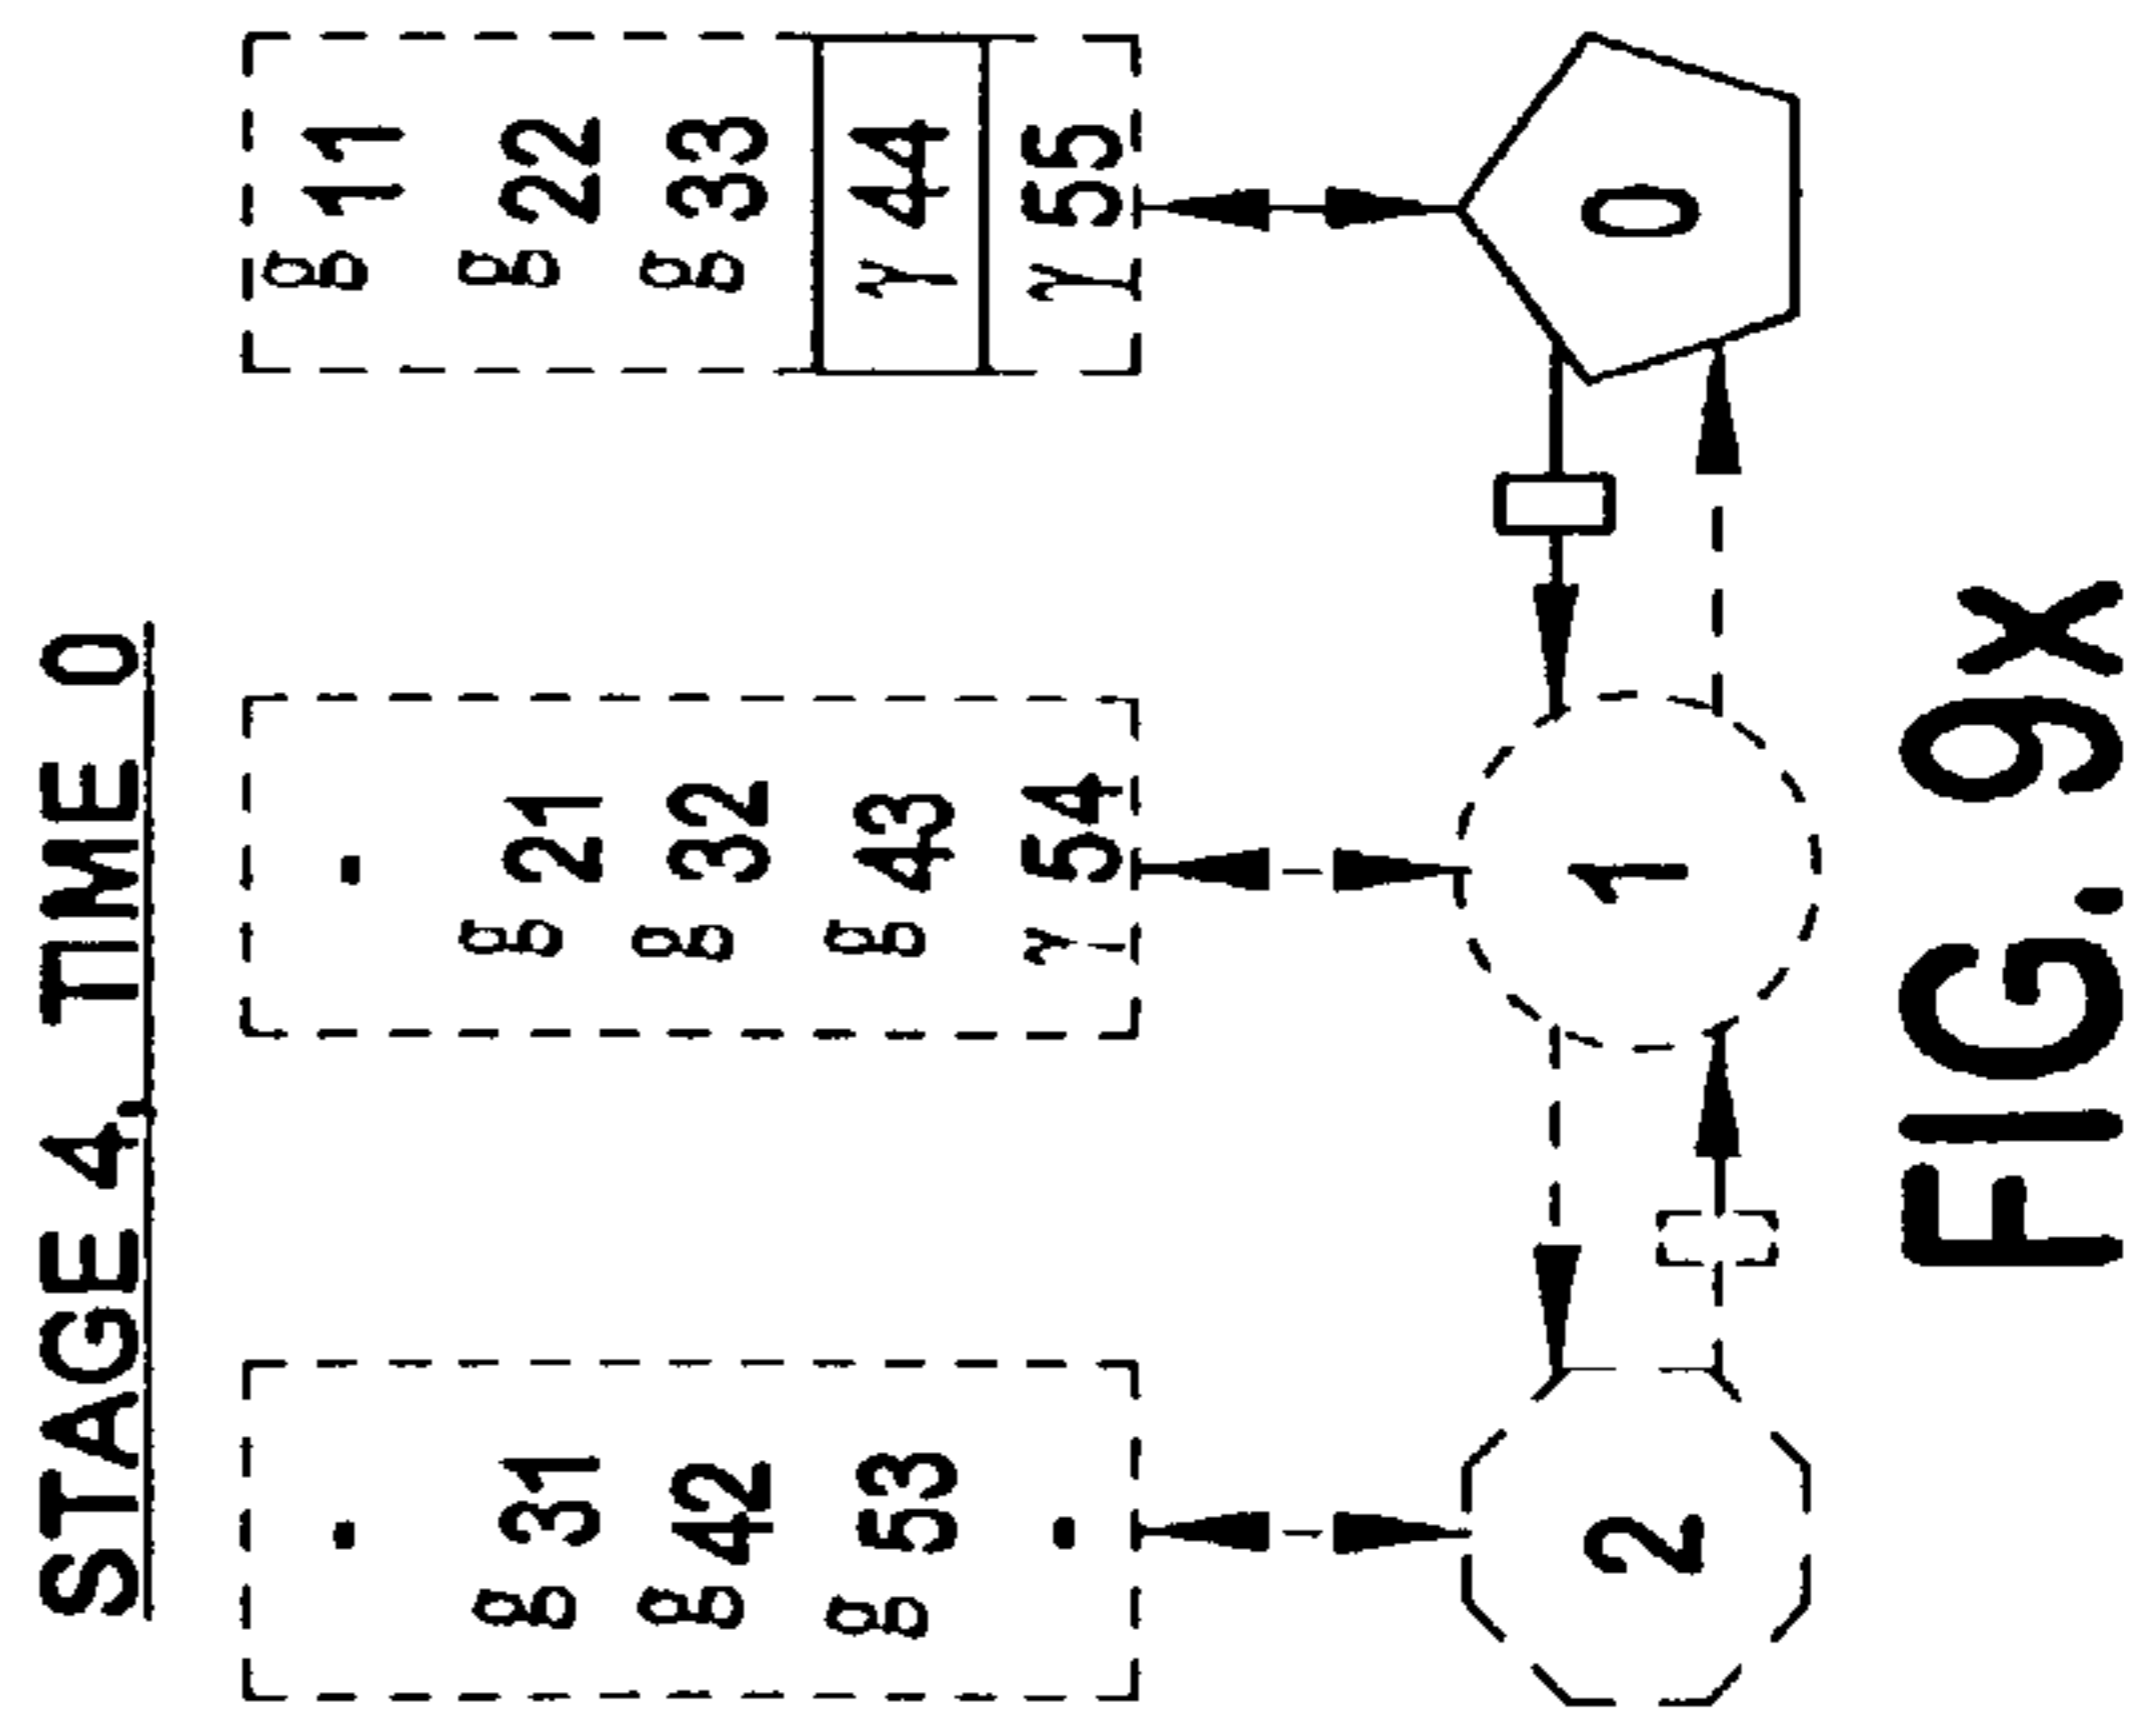 STAGE 4, TIME 0
. . g 11
g 31 g 21 g 22
g 42 g 32 g 33
g 53 g 43 γ 44
. γ 54 γ 55
2 1 0
FIG. 9X